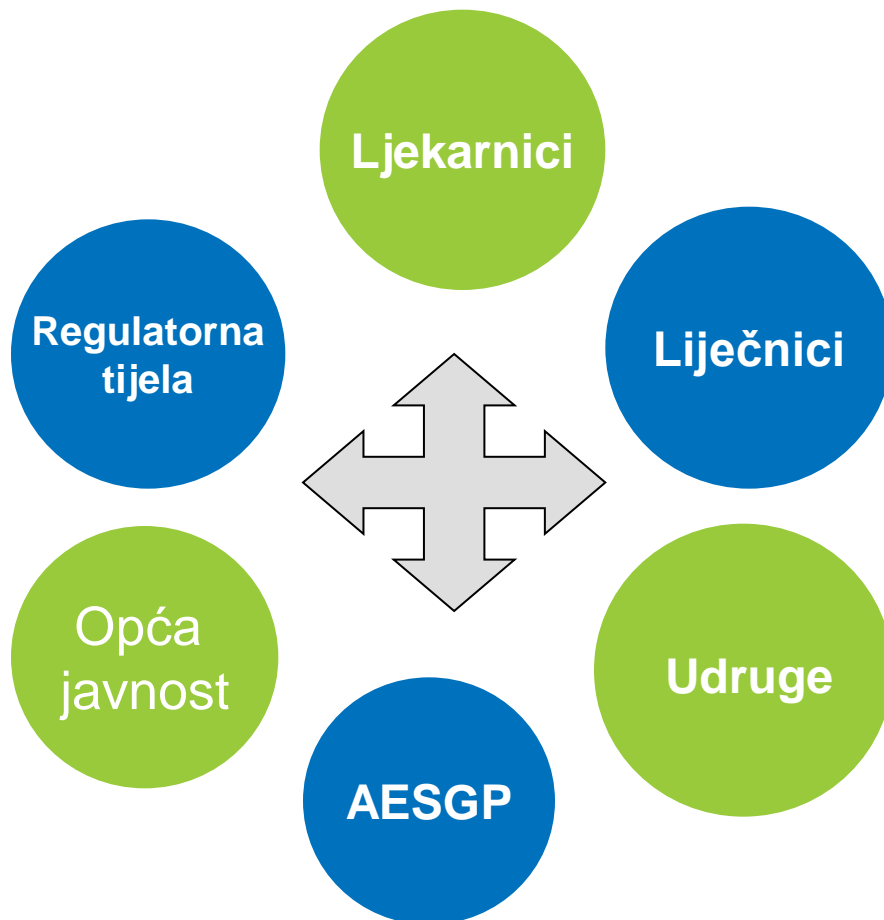 Ljekarnici
Regulatorna
tijela
Liječnici
Opća
javnost
Udruge
AESGP